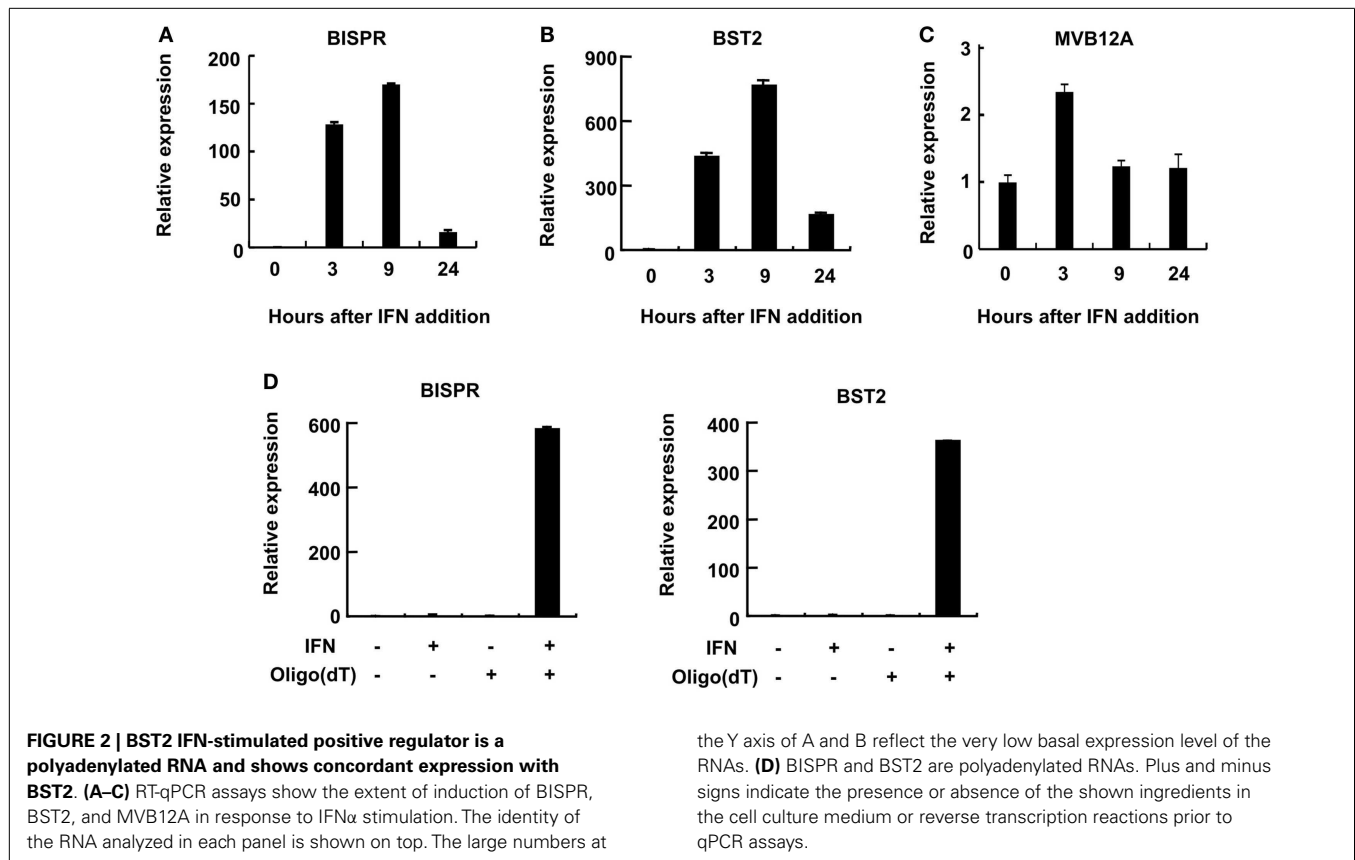 A
BISPR
Relative expression
200
150
100
50
0
0 3 9 24
Hours after IFN addition
B
BST2
Relative expression
900
600
300
0
0 3 9 24
Hours after IFN addition
C
MVB12A
Relative expression
3
2
1
0
0 3 9 24
Hours after IFN addition
D
BISPR
Relative expression
600
400
200
0
IFN - + - +
Oligo(dT) - - + +
BST2
Relative expression
400
300
200
100
0
IFN - + - +
Oligo(dT) - - + +
FIGURE 2 | BST2 IFN-stimulated positive regulator is a
polyadenylated RNA and shows concordant expression with
BST2. (A–C) RT-qPCR assays show the extent of induction of BISPR,
BST2, and MVB12A in response to IFNα stimulation. The identity of
the RNA analyzed in each panel is shown on top. The large numbers at
the Y axis of A and B reflect the very low basal expression level of the
RNAs. (D) BISPR and BST2 are polyadenylated RNAs. Plus and minus
signs indicate the presence or absence of the shown ingredients in
the cell culture medium or reverse transcription reactions prior to
qPCR assays.